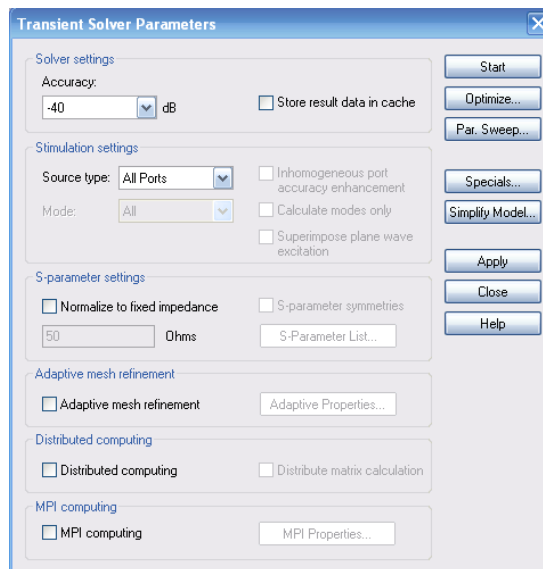 Transient Solver Parameters
Solver settings
Accuracy:
-40 dB
Store result data in cache
Stimulation settings
Source type: All Ports
Inhomogeneous port
accuracy enhancement
Mode: All
Calculate modes only
Superimpose plane wave
excitation
S-parameter settings
Normalize to fixed impedance
S-parameter symmetries
50 Ohms
S-Parameter List...
Adaptive mesh refinement
Adaptive mesh refinement
Adaptive Properties...
Distributed computing
Distributed computing
Distribute matrix calculation
MPI computing
MPI computing
MPI Properties...
Start
Optimize...
Par. Sweep...
Specials...
Simplify Model...
Apply
Close
Help